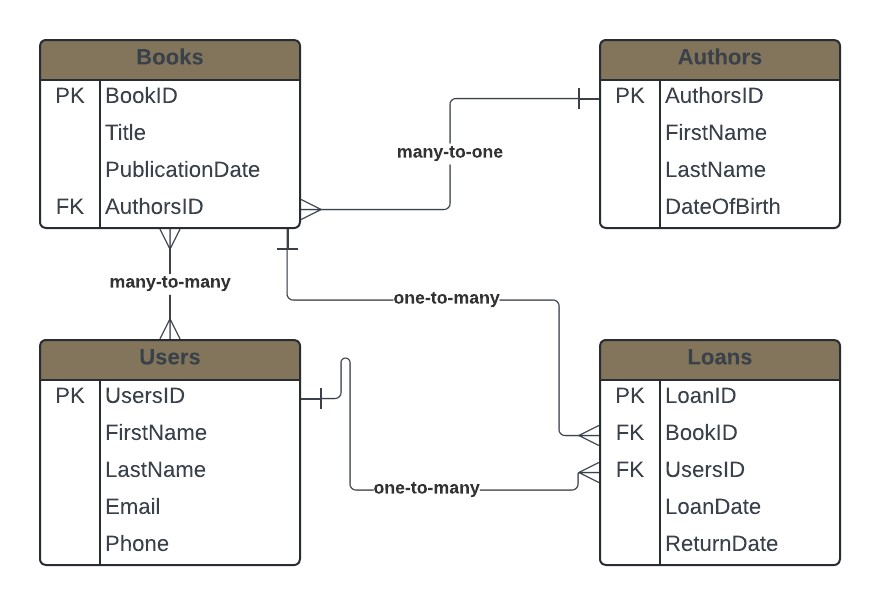 Books
PK BookID
Title
PublicationDate
FK AuthorsID
many-to-one
Authors
PK AuthorsID
FirstName
LastName
DateOfBirth
many-to-many
one-to-many
Users
PK UsersID
FirstName
LastName
Email
Phone
one-to-many
Loans
PK LoanID
FK BookID
FK UsersID
LoanDate
ReturnDate